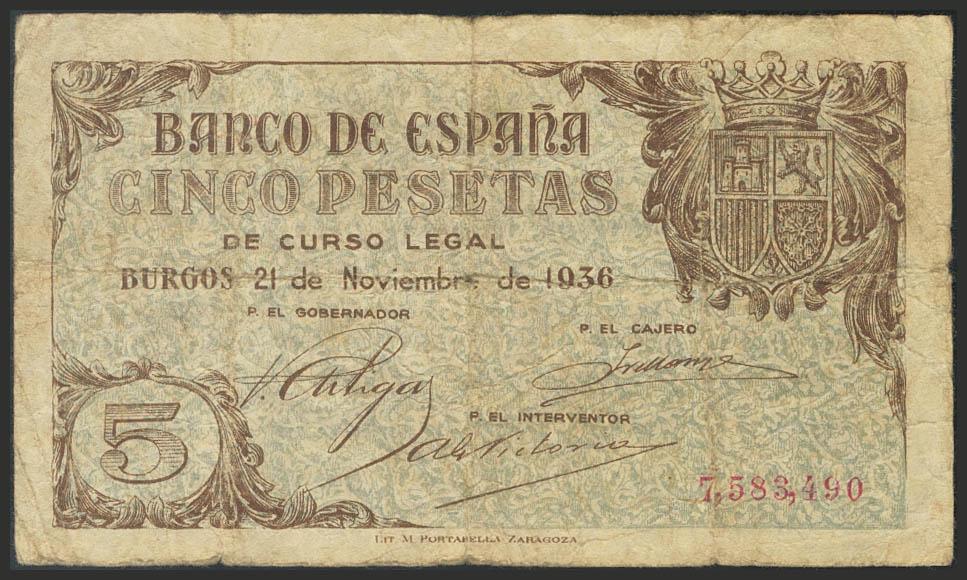 BANCO DE ESPAÑA
CINCO PESETAS
DE CURSO LEGAL
BURGOS 21 de Noviembre de 1936
P. EL GOBERNADOR
P. EL CAJERO
P. EL INTERVENTOR
5
7,583,490
LIT M PORTABELLA ZARAGOZA